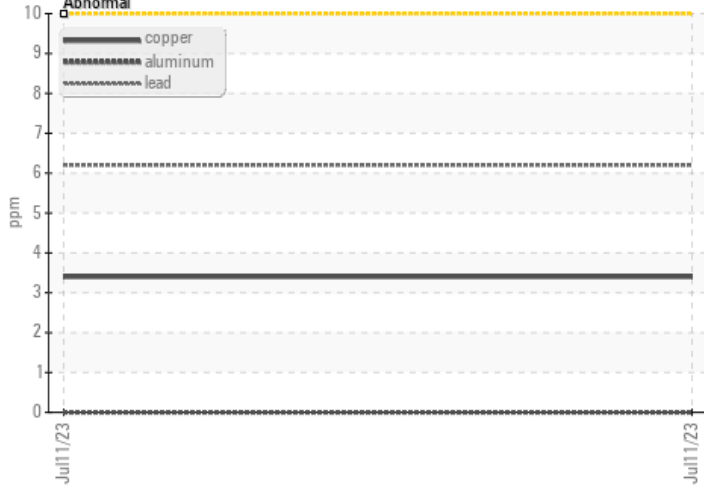 Abnormal
10
copper
aluminum
lead
9
8
7
6
5
4
3
2
1
0
ppm
Jul11/23
Jul11/23